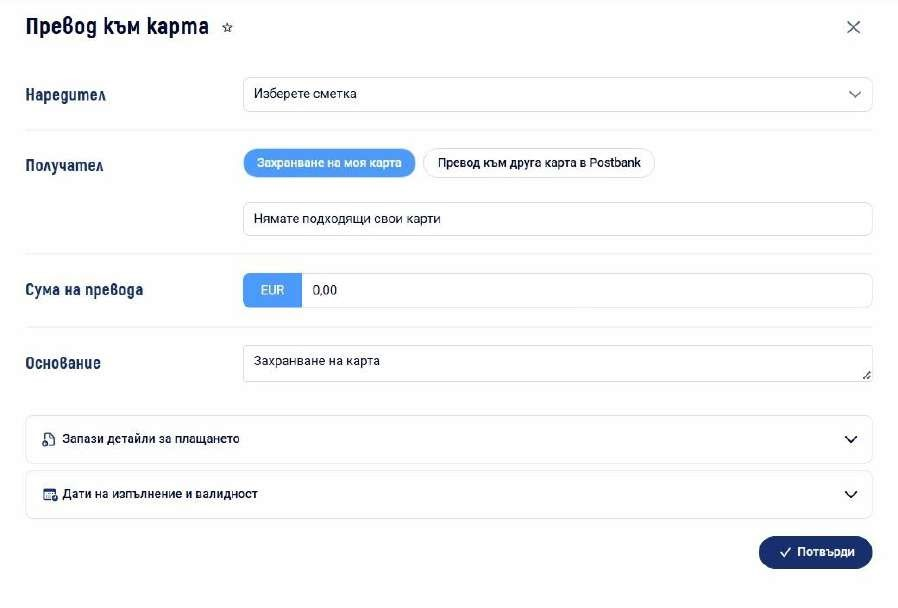 Превод към карта
Наредител
Изберете сметка
Получател
Захранване на моя карта
Превод към друга карта в Postbank
Нямате подходящи свои карти
Сума на превода
EUR
0,00
Основание
Захранване на карта
Запази детайли за плащането
Дати на изпълнение и валидност
Потвърди